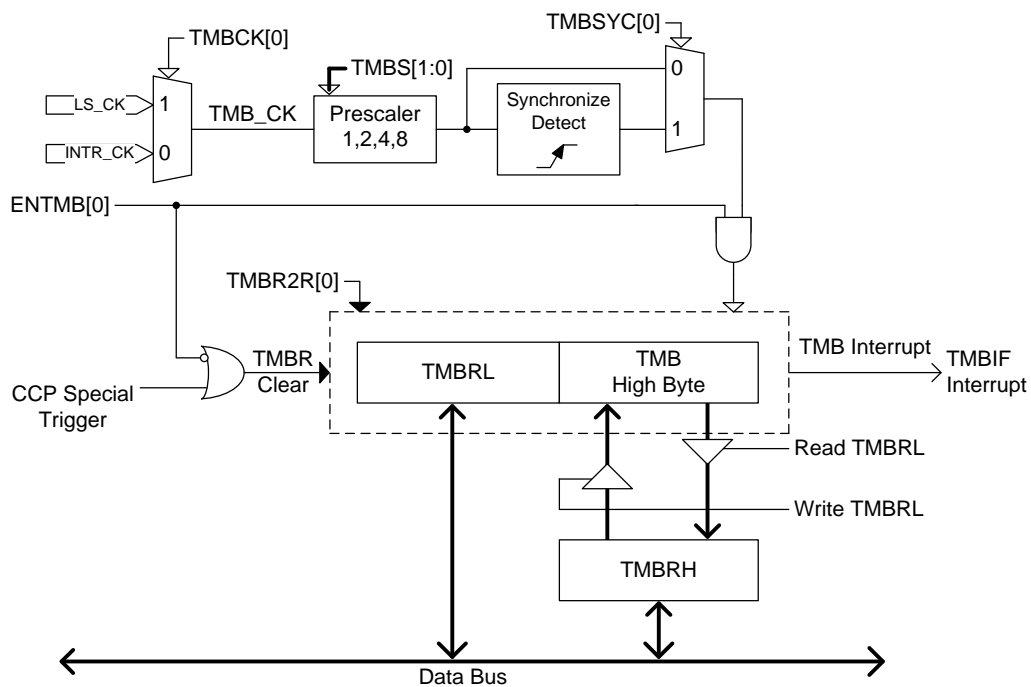 TMBSYC[0]
TMBCK[0]
TMBS[1:0]
LS_CK
1
TMB_CK
Prescaler
1,2,4,8
Synchronize
Detect
0
1
INTR_CK
0
ENTMB[0]
TMBR2R[0]
TMBR
Clear
CCP Special
Trigger
TMBRL
TMB
High Byte
TMB Interrupt
TMBIF
Interrupt
Read TMBRL
Write TMBRL
TMBRH
Data Bus